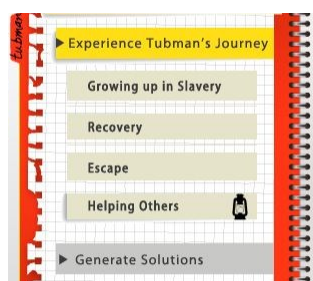 tubman
Experience Tubman's Journey
Growing up in Slavery
Recovery
Escape
Helping Others
Generate Solutions